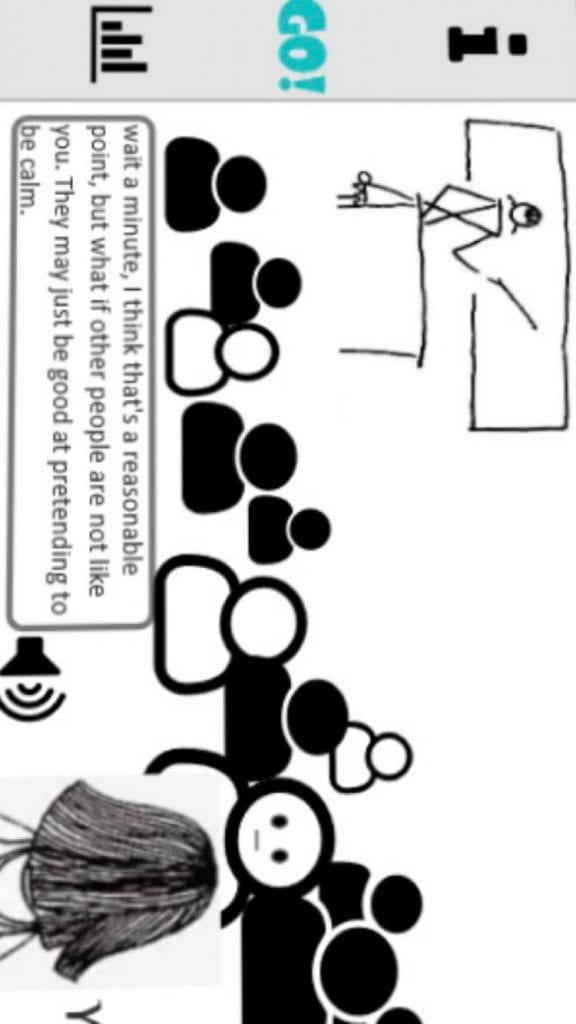 GO!
wait a minute, I think that's a reasonable
point, but what if other people are not like
you. They may just be good at pretending to
be calm.
Y